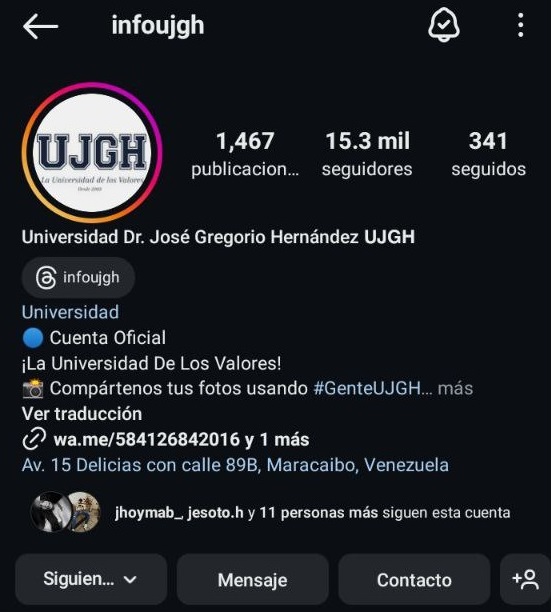 infoujgh
UJGH
La Universidad de los Valores
Desde 2003
1,467
publicacion...
15.3 mil
seguidores
341
seguidos
Universidad Dr. José Gregorio Hernández UJGH
infoujgh
Universidad
Cuenta Oficial
¡La Universidad De Los Valores!
Compártenos tus fotos usando #GenteUJGH... más
Ver traducción
wa.me/584126842016 y 1 más
Av. 15 Delicias con calle 89B, Maracaibo, Venezuela
jhoymab_, jesoto.h y 11 personas más siguen esta cuenta
Siguien...
Mensaje
Contacto